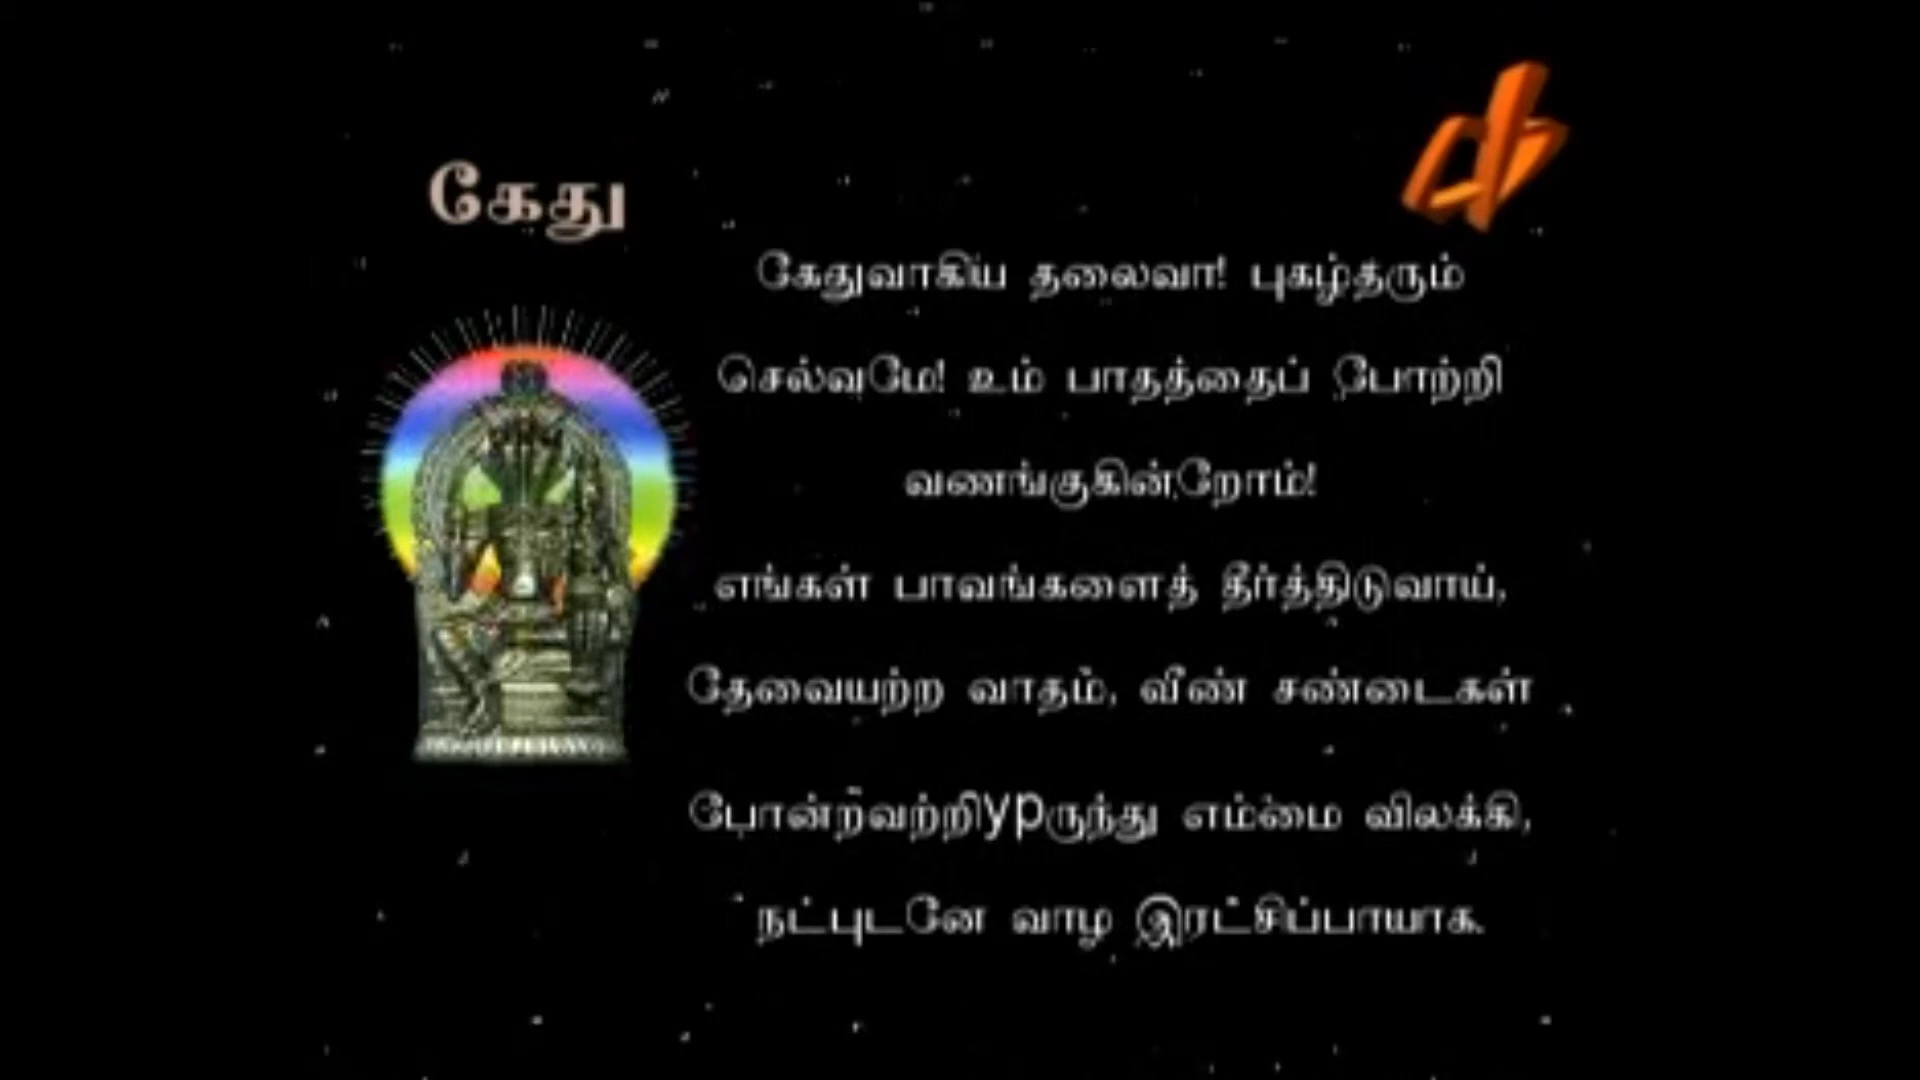 கேது
கேதுவாகிய தலைவா! புகழ்தரும்
செல்வமே! உம் பாதத்தைப் போற்றி
வணங்குகின்றோம்!
எங்கள் பாவங்களைத் தீர்த்திடுவாய்,
தேவையற்ற வாதம், வீண் சண்டைகள்
போன்றவற்றிypருந்து எம்மை விலக்கி,
நட்புடனே வாழ இரட்சிப்பாயாக.